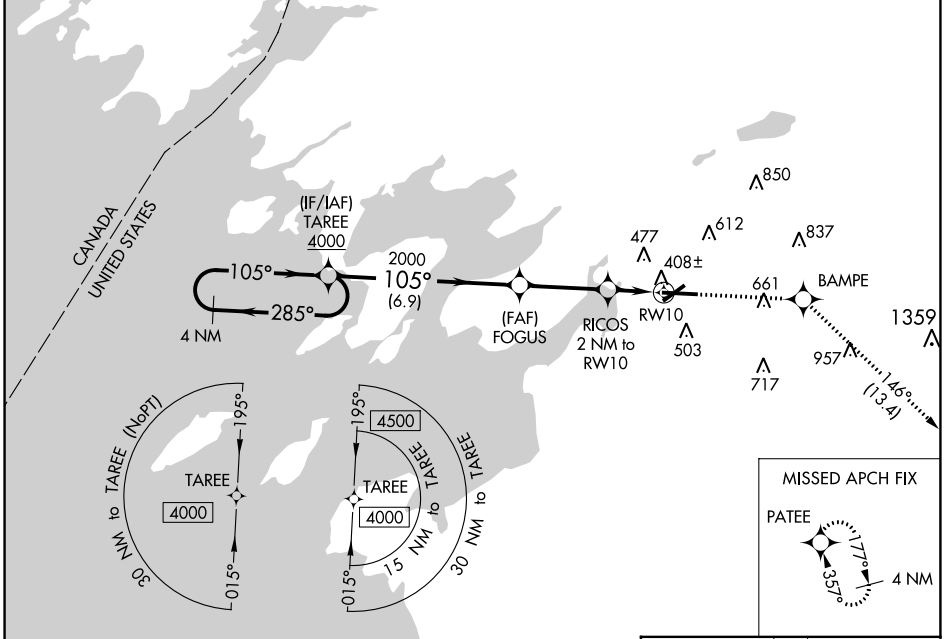 850
612
837
477
408±
CANADA
UNITED STATES
(IF/IAF)
TAREE
4000
105°
2000
105°
(6.9)
285°
4 NM
(FAF)
FOGUS
RICOS
2 NM to
RW10
RW10
661
BAMPE
503
717
957
1359
146°
(13.4)
30 NM to TAREE (NoPT)
195°
TAREE
4000
015°
195°
4500
TAREE
4000
15 NM to TAREE
30 NM to TAREE
015°
MISSED APCH FIX
PATEE
177°
357°
4 NM